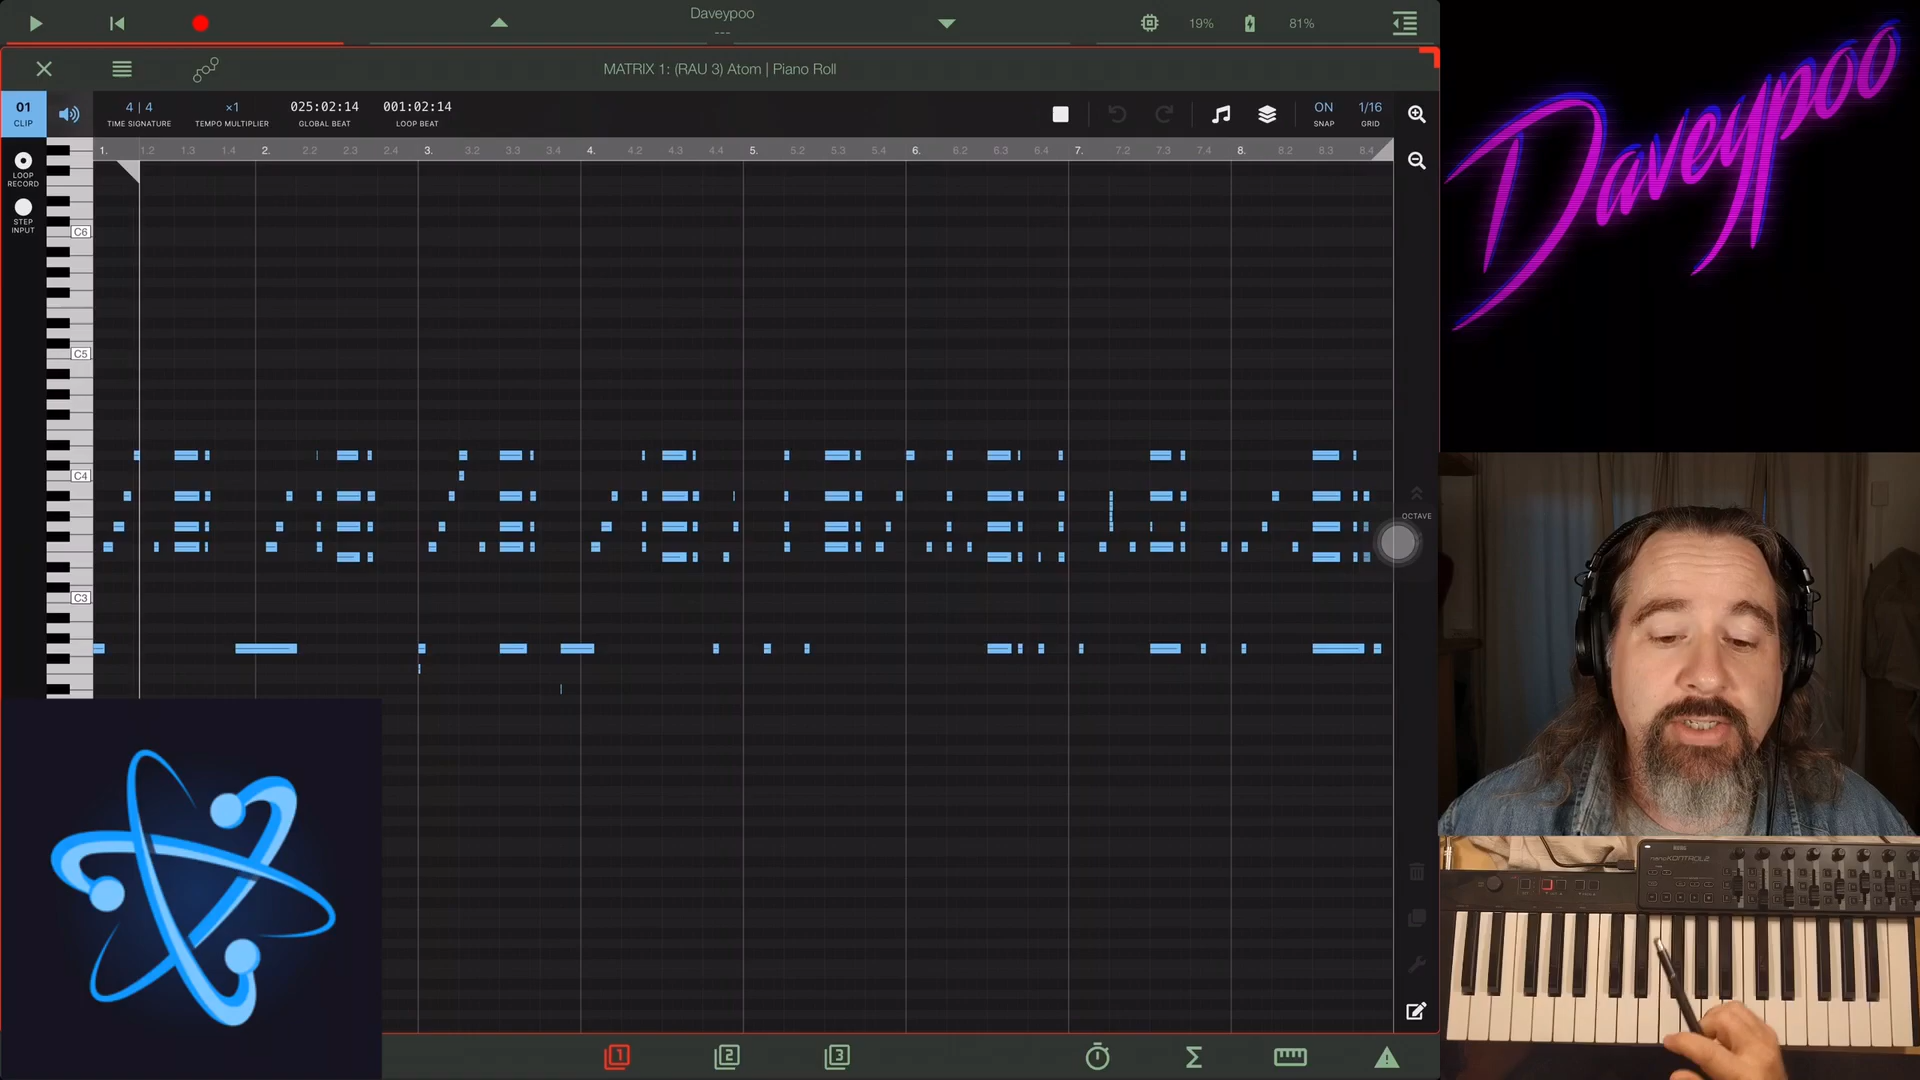 Daveypoo
---
19%
81%
MATRIX 1: (RAU 3) Atom | Piano Roll
01
CLIP
4 | 4
TIME SIGNATURE
×1
TEMPO MULTIPLIER
025:02:14
GLOBAL BEAT
001:02:14
LOOP BEAT
ON
SNAP
1/16
GRID
1. 1.2 1.3 1.4 2. 2.2 2.3 2.4 3. 3.2 3.3 3.4 4. 4.2 4.3 4.4 5. 5.2 5.3 5.4 6. 6.2 6.3 6.4 7. 7.2 7.3 7.4 8. 8.2 8.3 8.4
LOOP
RECORD
STEP
INPUT
C6
C5
C4
C3
OCTAVE
1
2
3
Daveypoo
nanoKONTROL2